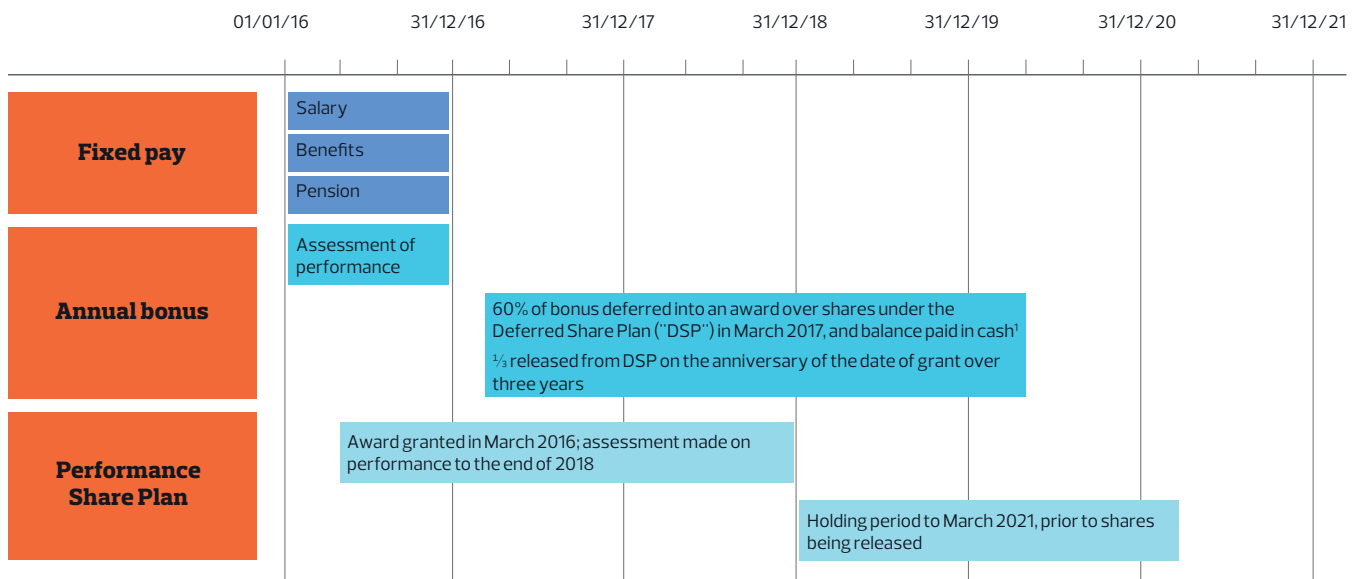 01/01/16 31/12/16 31/12/17 31/12/18 31/12/19 31/12/20 31/12/21
Fixed pay
Salary
Benefits
Pension
Annual bonus
Assessment of
performance
60% of bonus deferred into an award over shares under the
Deferred Share Plan ("DSP") in March 2017, and balance paid in cash¹
⅓ released from DSP on the anniversary of the date of grant over
three years
Performance
Share Plan
Award granted in March 2016; assessment made on
performance to the end of 2018
Holding period to March 2021, prior to shares
being released